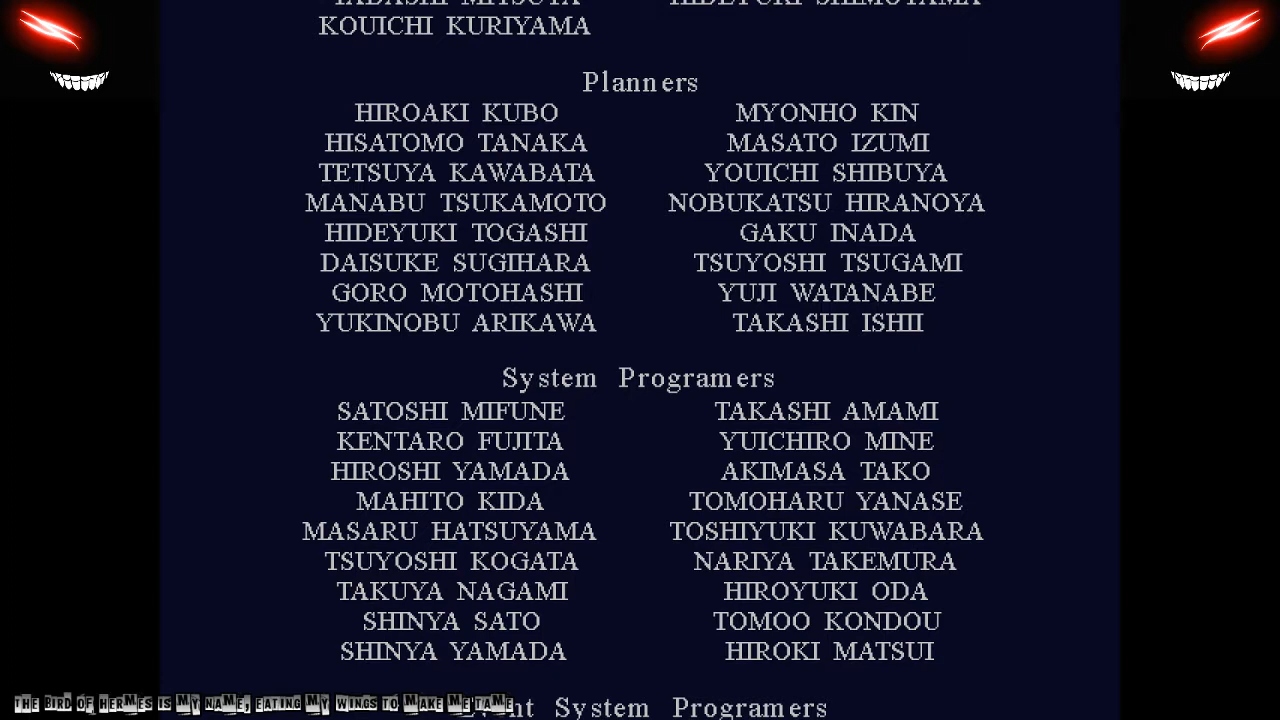 KOUICHI KURIYAMA
Planners
HIROAKI KUBO MYONHO KIN
HISATOMO TANAKA MASATO IZUMI
TETSUYA KAWABATA YOUICHI SHIBUYA
MANABU TSUKAMOTO NOBUKATSU HIRANOYA
HIDEYUKI TOGASHI GAKU INADA
DAISUKE SUGIHARA TSUYOSHI TSUGAMI
GORO MOTOHASHI YUJI WATANABE
YUKINOBU ARIKAWA TAKASHI ISHII
System Programers
SATOSHI MIFUNE TAKASHI AMAMI
KENTARO FUJITA YUICHIRO MINE
HIROSHI YAMADA AKIMASA TAKO
MAHITO KIDA TOMOHARU YANASE
MASARU HATSUYAMA TOSHIYUKI KUWABARA
TSUYOSHI KOGATA NARIYA TAKEMURA
TAKUYA NAGAMI HIROYUKI ODA
SHINYA SATO TOMOO KONDOU
SHINYA YAMADA HIROKI MATSUI
System Programers
THE BIRD OF HERMES IS MY NAME, EATING MY WINGS TO MAKE ME TAME